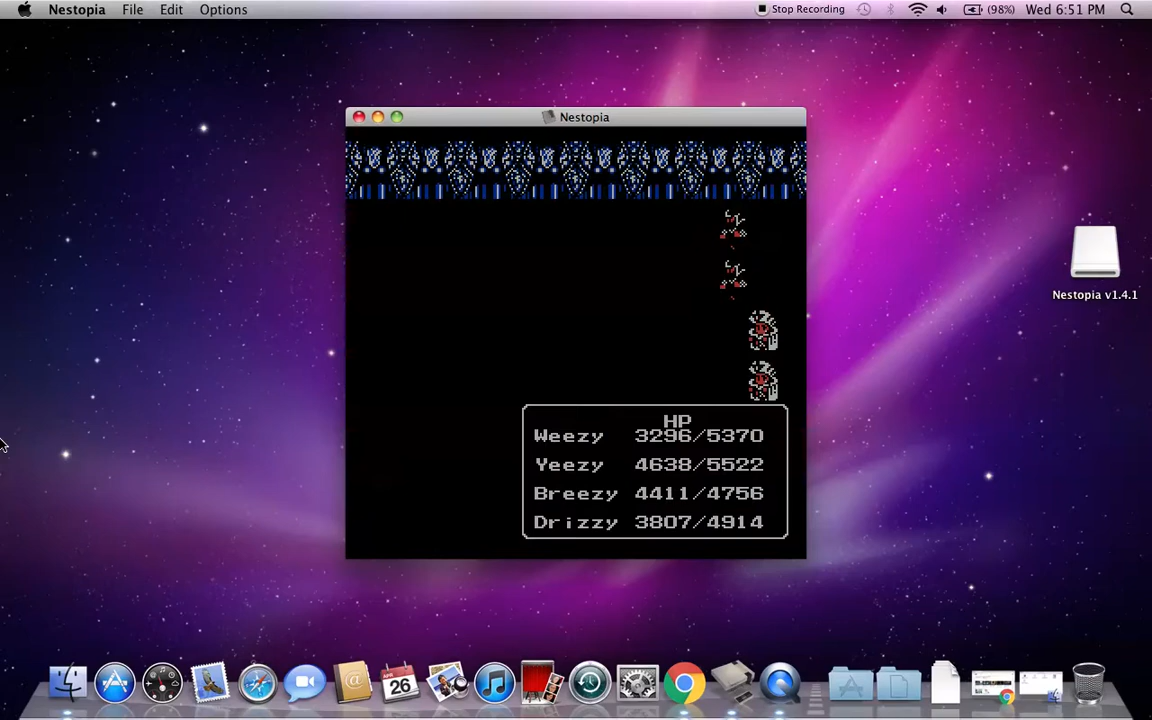 Nestopia File Edit Options Stop Recording (98%) Wed 6:51 PM
Nestopia
HP
Weezy 3296/5370
Yeezy 4638/5522
Breezy 4411/4756
Drizzy 3807/4914
Nestopia v1.4.1
26